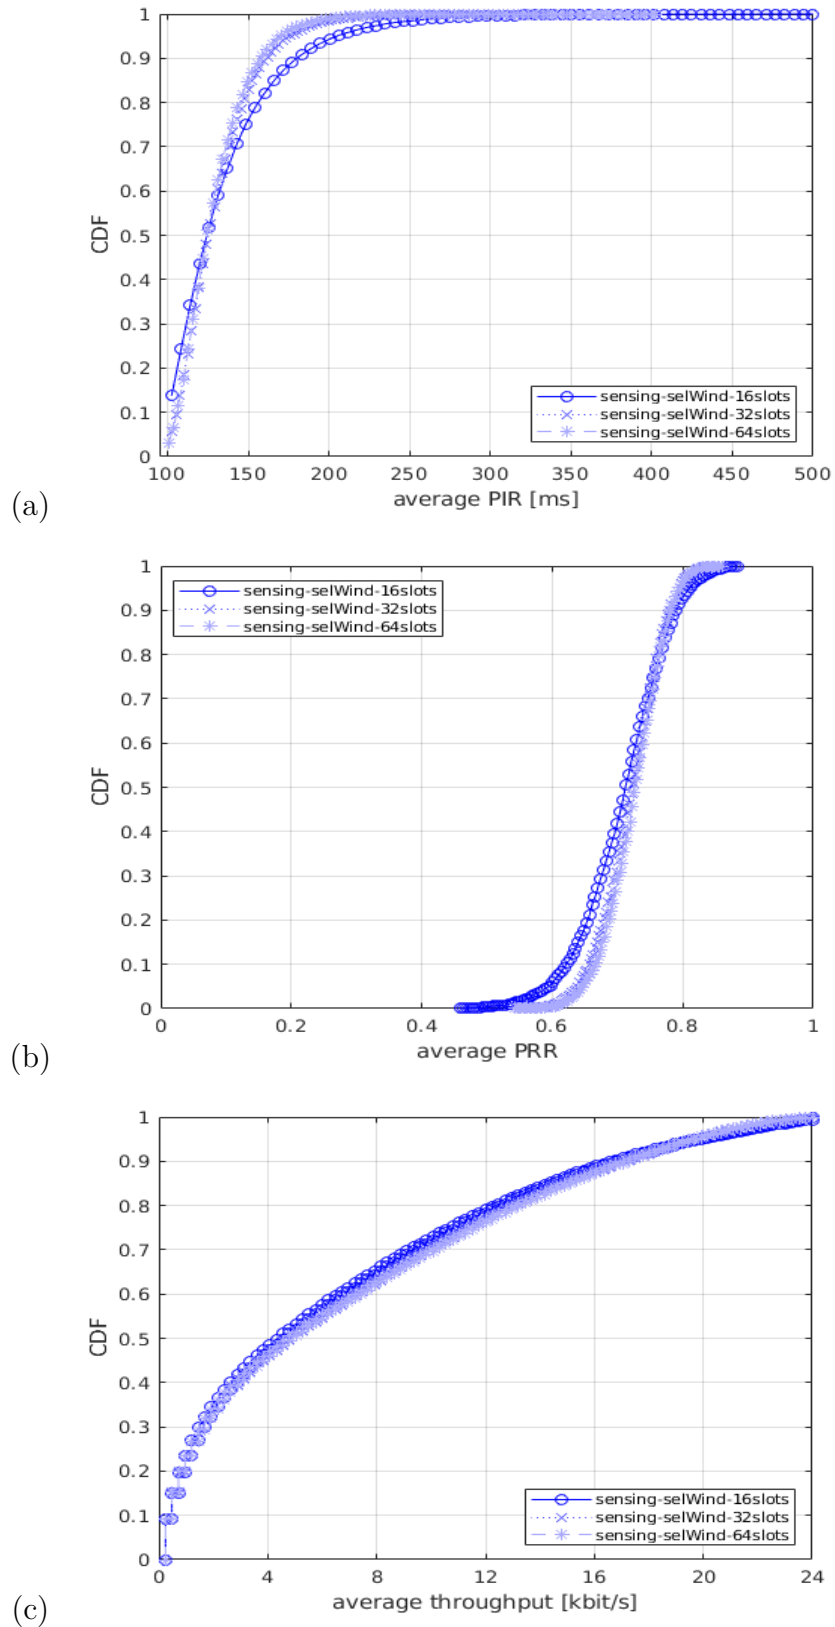 1
0.9
0.8
0.7
0.6
0.5
0.4
0.3
0.2
0.1
0
CDF
sensing-selWind-16slots
sensing-selWind-32slots
sensing-selWind-64slots
100 150 200 250 300 350 400 450 500
average PIR [ms]
(a)
1
0.9
0.8
0.7
0.6
0.5
0.4
0.3
0.2
0.1
0
CDF
sensing-selWind-16slots
sensing-selWind-32slots
sensing-selWind-64slots
0 0.2 0.4 0.6 0.8 1
average PRR
(b)
1
0.9
0.8
0.7
0.6
0.5
0.4
0.3
0.2
0.1
0
CDF
sensing-selWind-16slots
sensing-selWind-32slots
sensing-selWind-64slots
0 4 8 12 16 20 24
average throughput [kbit/s]
(c)